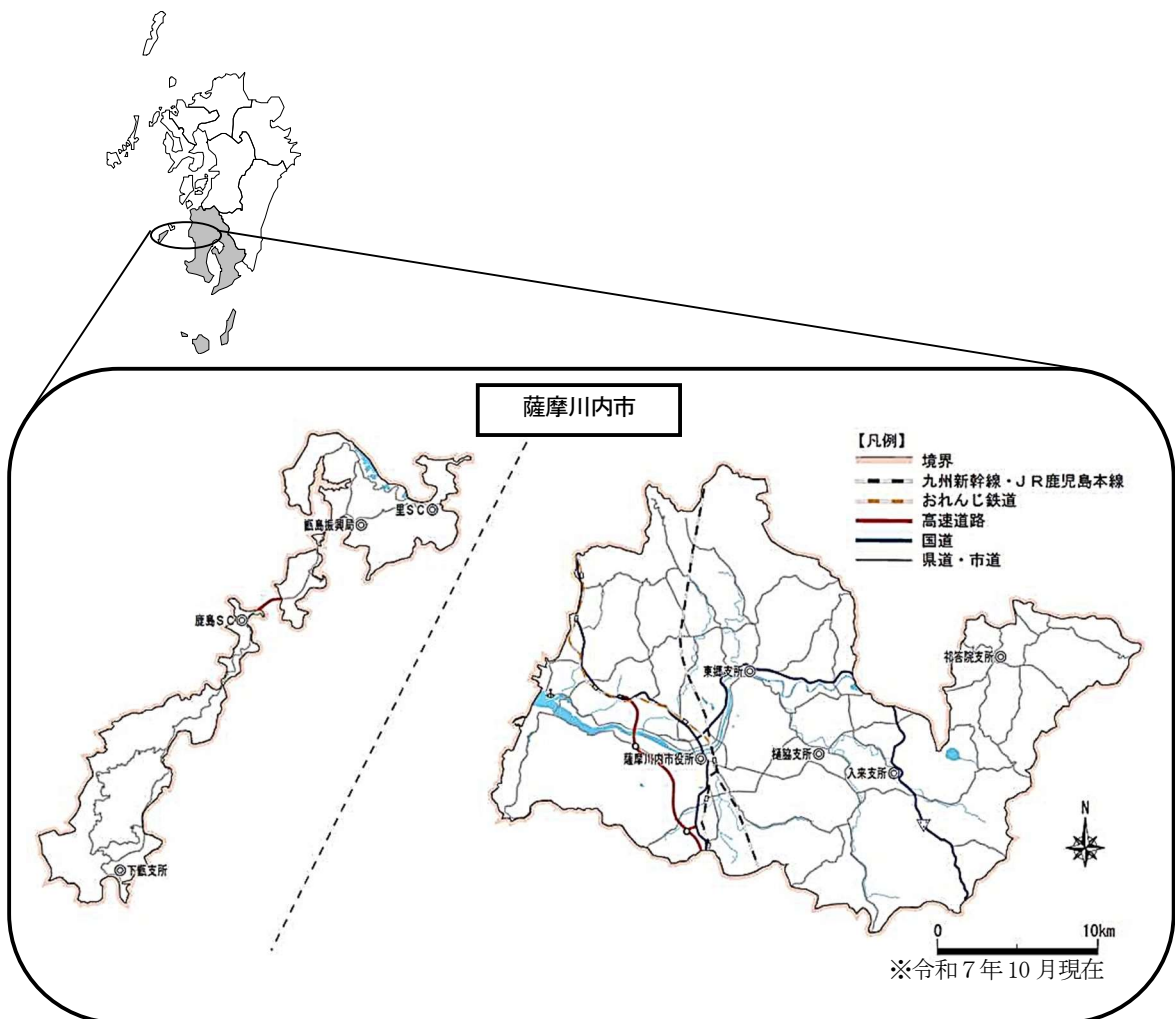 薩摩川内市
【凡例】
境界
九州新幹線・JR鹿児島本線
おれんじ鉄道
高速道路
国道
県道・市道
里SC
甑島振興局
鹿島SC
下甑支所
東郷支所
祁答院支所
薩摩川内市役所
樋脇支所
入来支所
N
0 10km
※令和7年10月現在